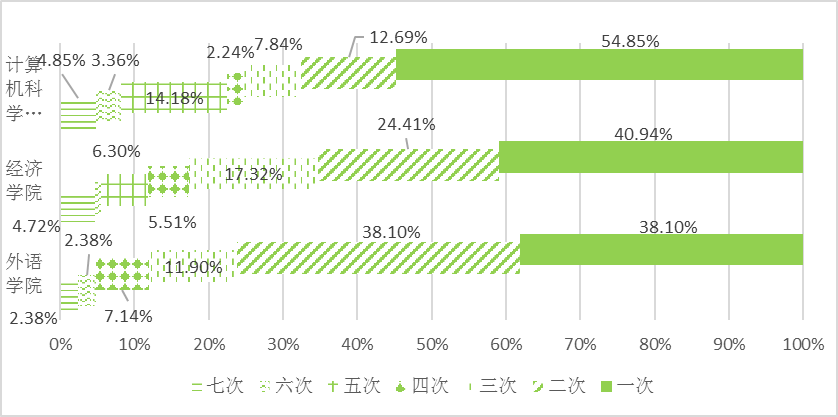 54.85%
12.69%
7.84%
2.24%
4.85%
3.36%
14.18%
计算
机科
学…
40.94%
24.41%
6.30%
17.32%
经济
学院
4.72%
5.51%
38.10%
38.10%
2.38%
11.90%
外语
学院
2.38%
7.14%
0% 10% 20% 30% 40% 50% 60% 70% 80% 90% 100%
七次 六次 五次 四次 三次 二次 一次